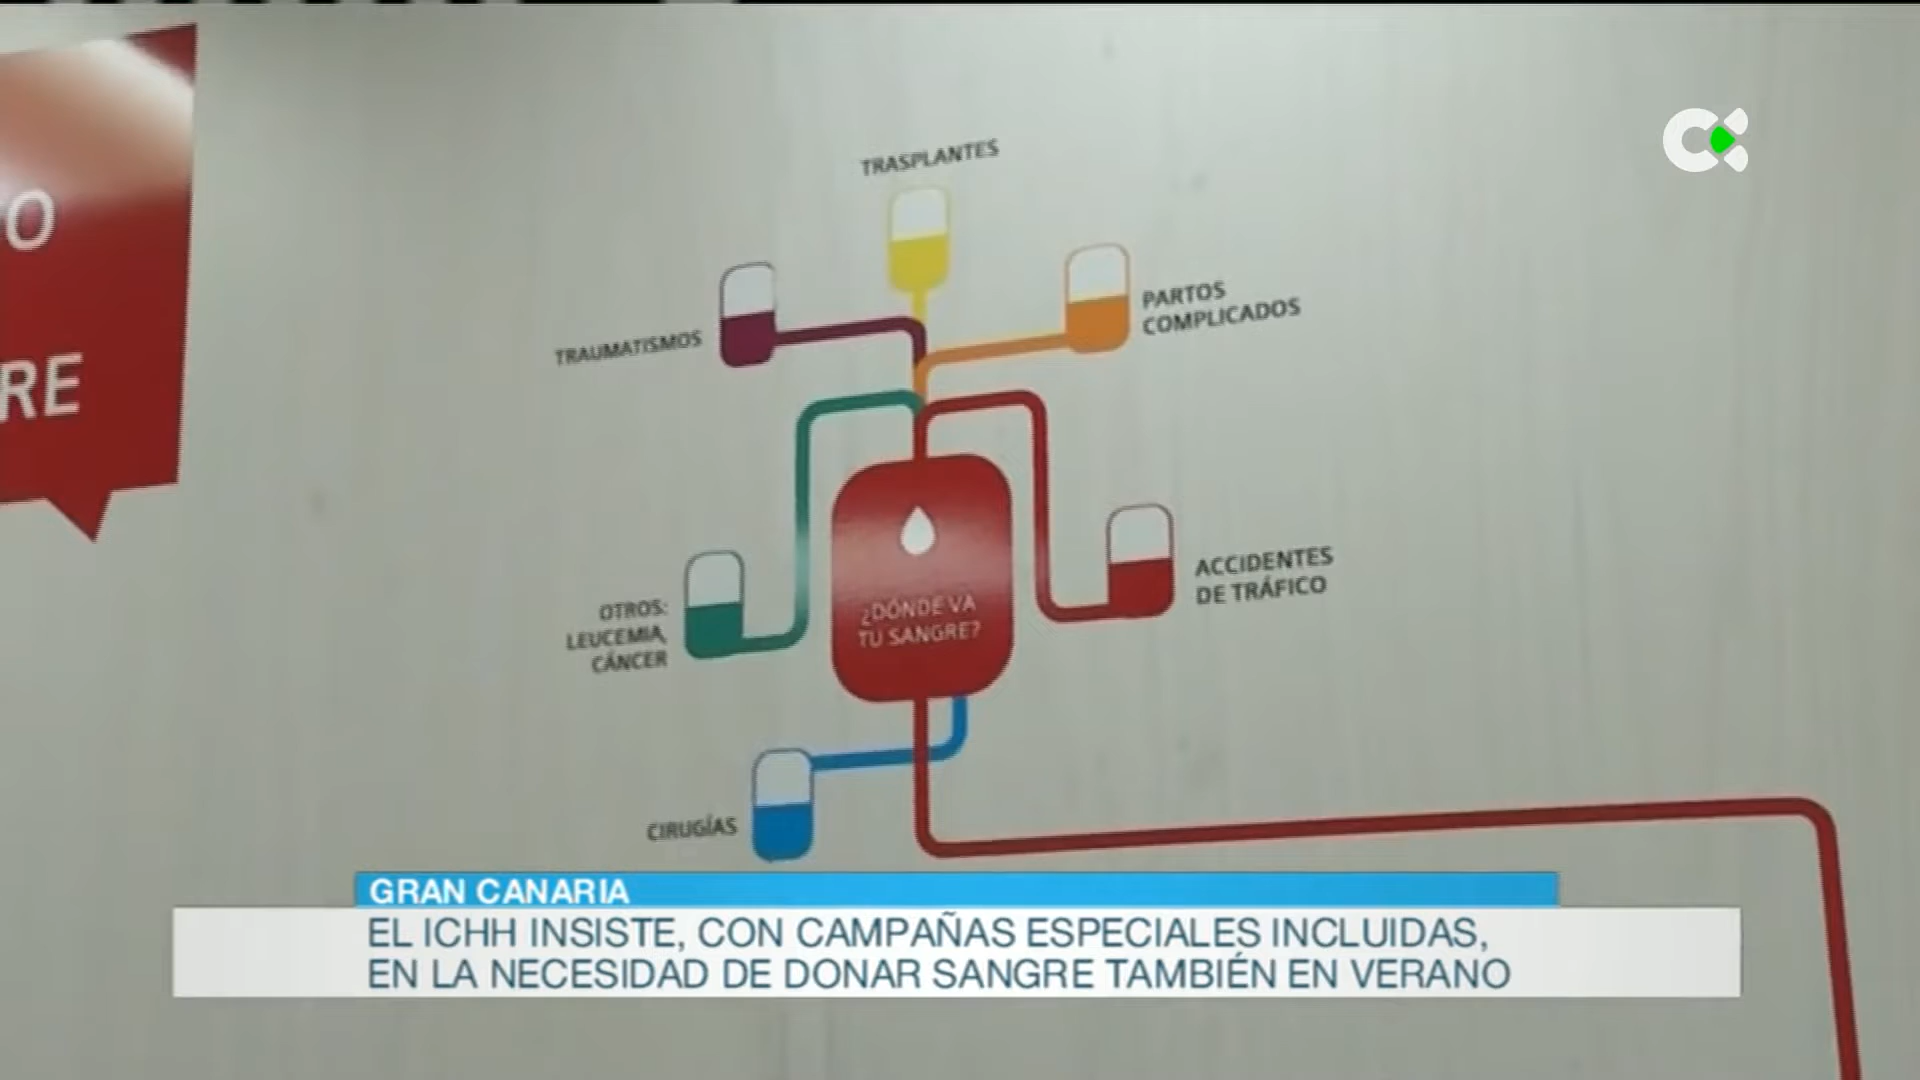 O
RE
TRASPLANTES
PARTOS
COMPLICADOS
TRAUMATISMOS
ACCIDENTES
DE TRÁFICO
¿DÓNDE VA
TU SANGRE?
OTROS:
LEUCEMIA,
CÁNCER
CIRUGÍAS
GRAN CANARIA
EL ICHH INSISTE, CON CAMPAÑAS ESPECIALES INCLUIDAS,
EN LA NECESIDAD DE DONAR SANGRE TAMBIÉN EN VERANO